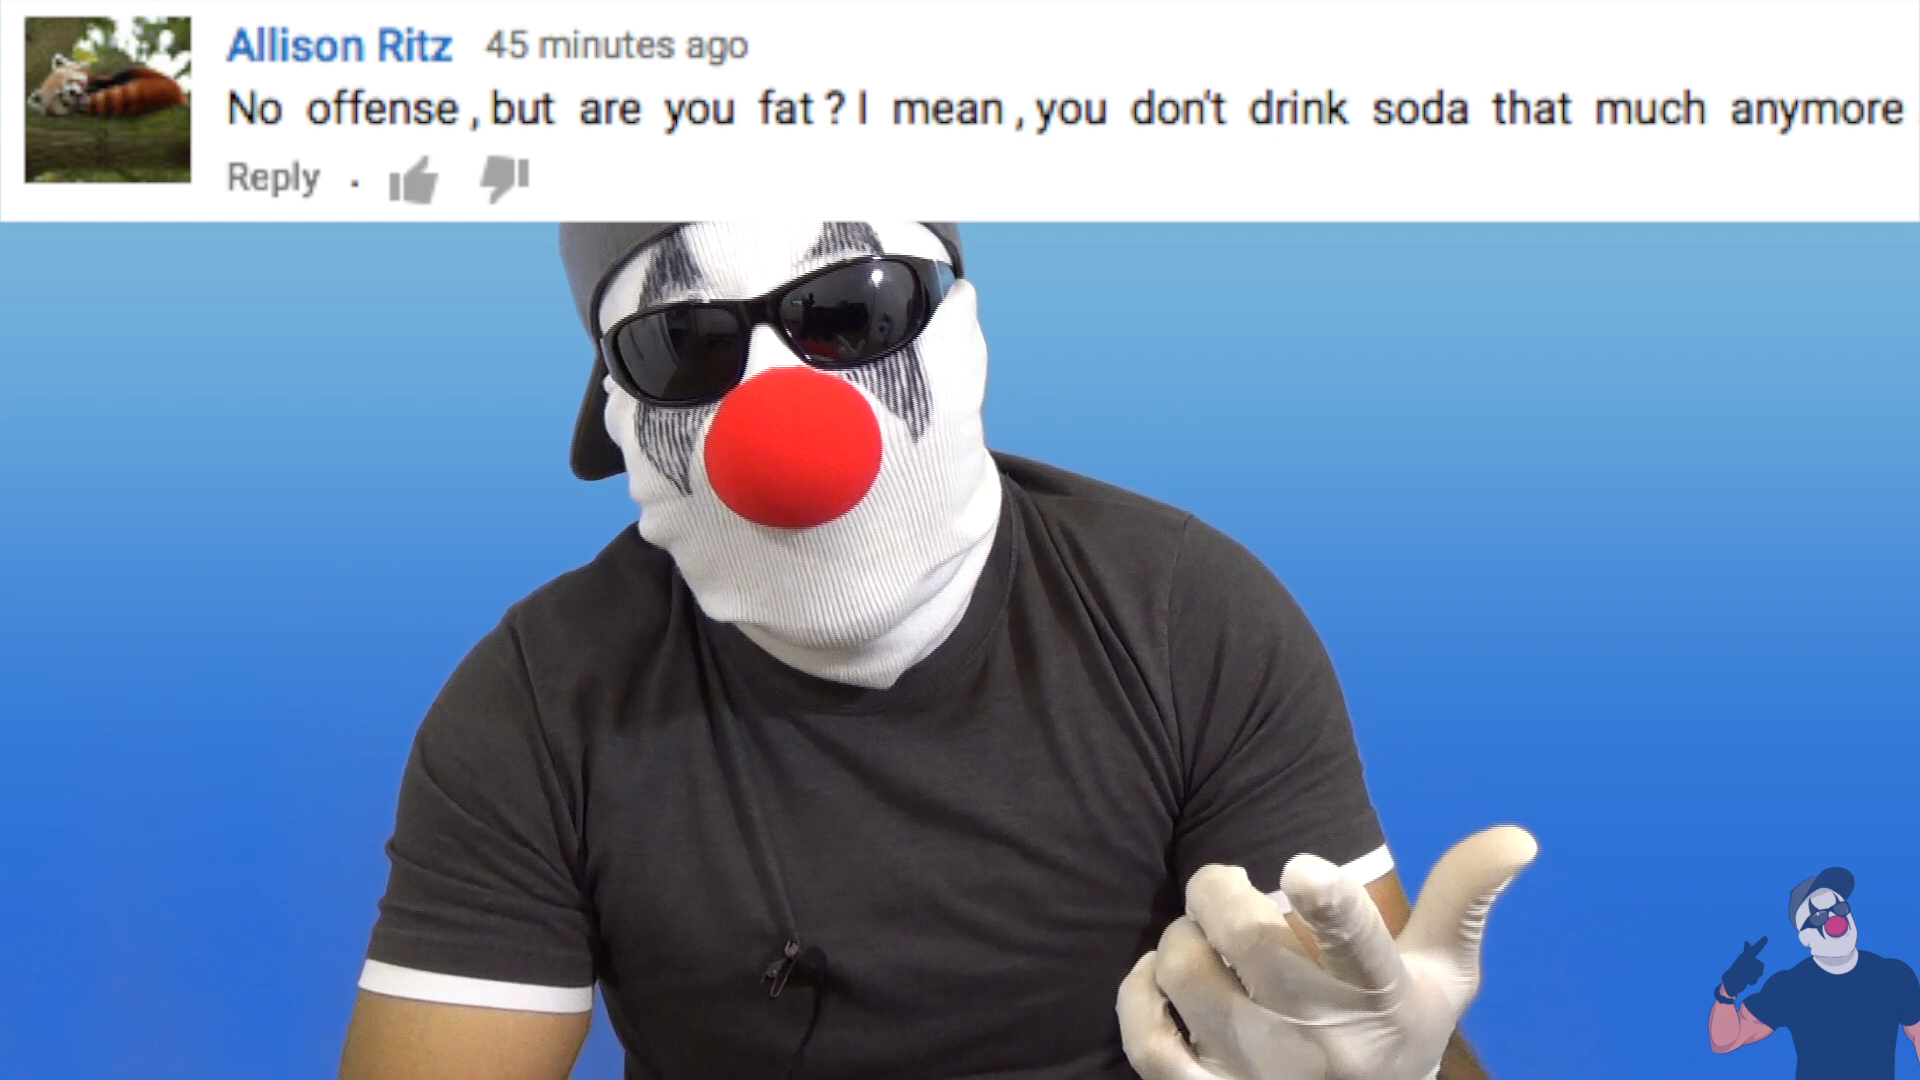 Allison Ritz 45 minutes ago
No offense, but are you fat? I mean, you don't drink soda that much anymore.
Reply ·